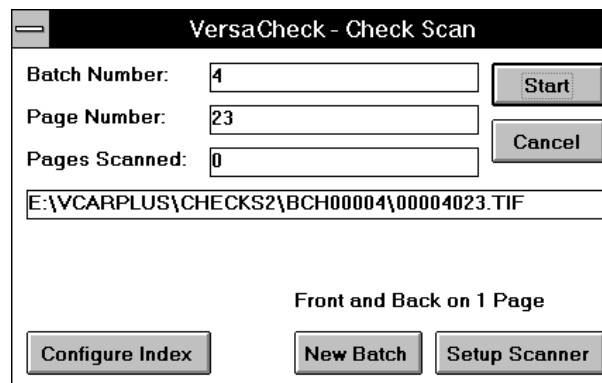 VersaCheck - Check Scan
Batch Number: 4 Start
Page Number: 23
Cancel
Pages Scanned: 0
E:\VCARPLUS\CHECKS2\BCH00004\00004023.TIF
Front and Back on 1 Page
Configure Index New Batch Setup Scanner